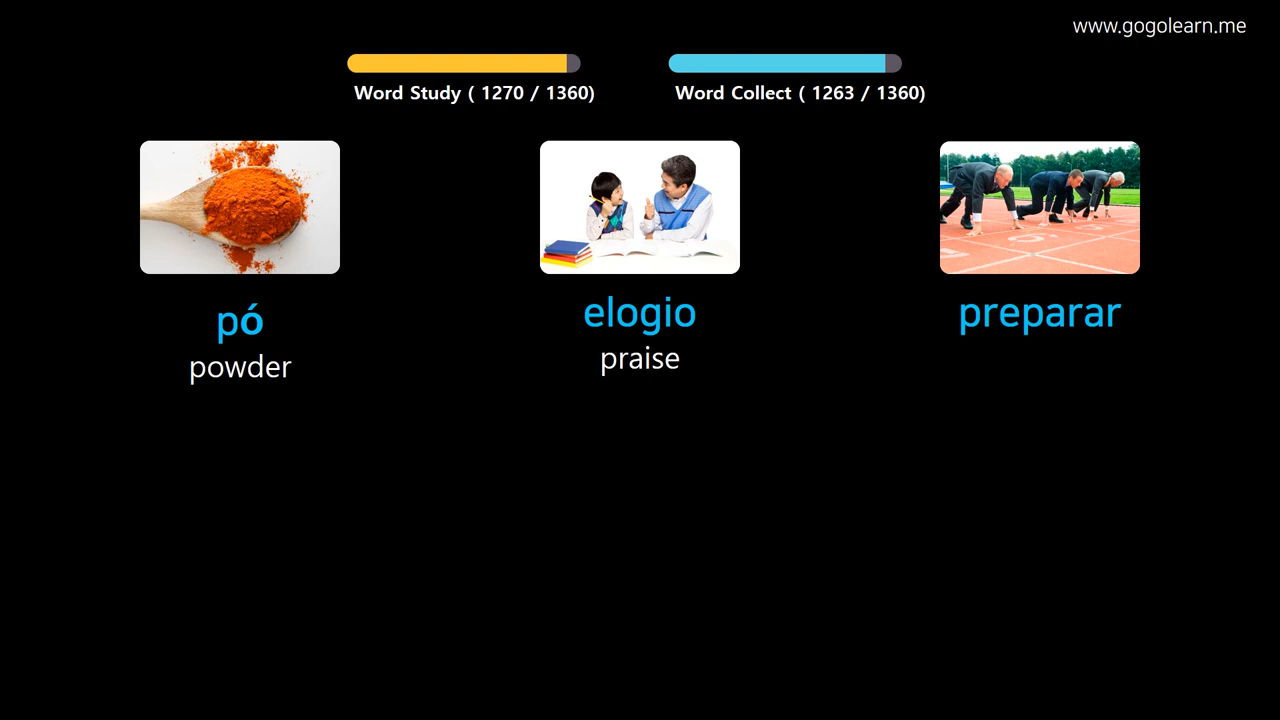 www.gogolearn.me
Word Study ( 1270 / 1360)
Word Collect ( 1263 / 1360)
pó
powder
elogio
praise
preparar